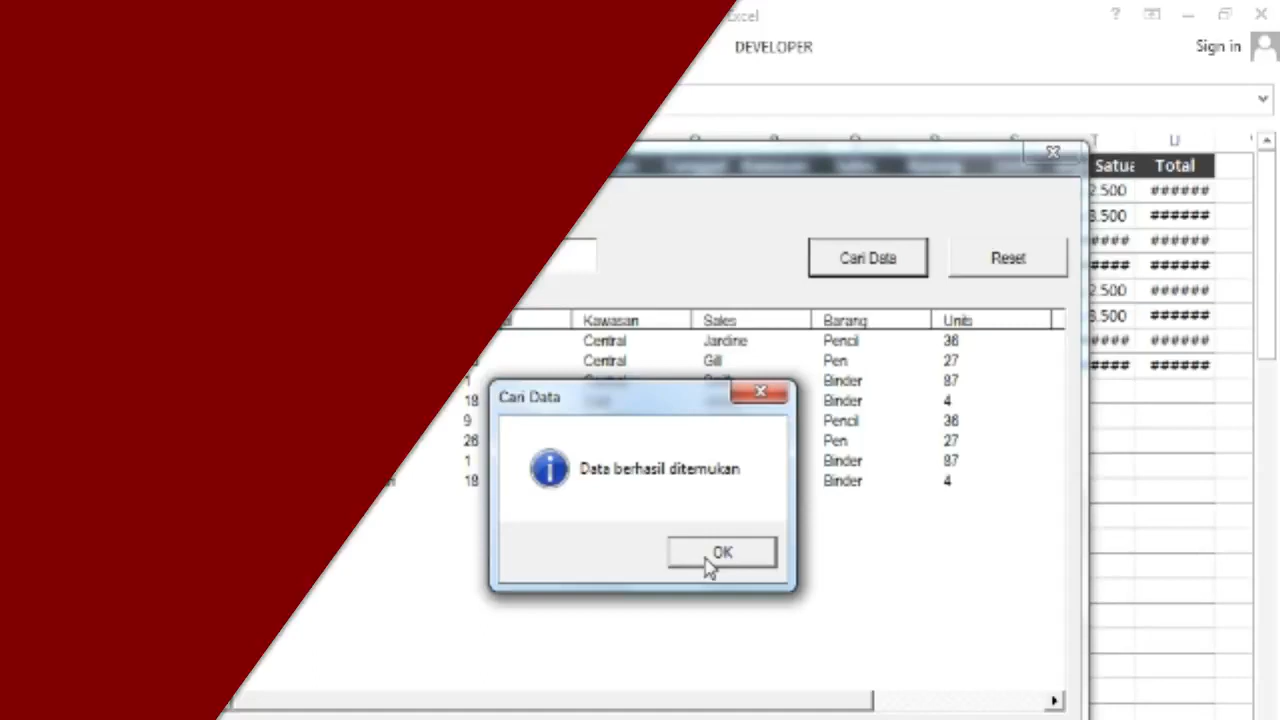 Excel
DEVELOPER
Sign in
T U
Satua Total
2.500 ######
3.500 ######
#### ######
#### ######
2.500 ######
3.500 ######
#### ######
#### ######
Cari Data Reset
Kawasan Sales Barang Units
Central Jardine Pencil 36
Central Gill Pen 27
1 Binder 87
18 Binder 4
9 Pencil 36
26 Pen 27
1 Binder 87
18 Binder 4
Cari Data
Data berhasil ditemukan
OK